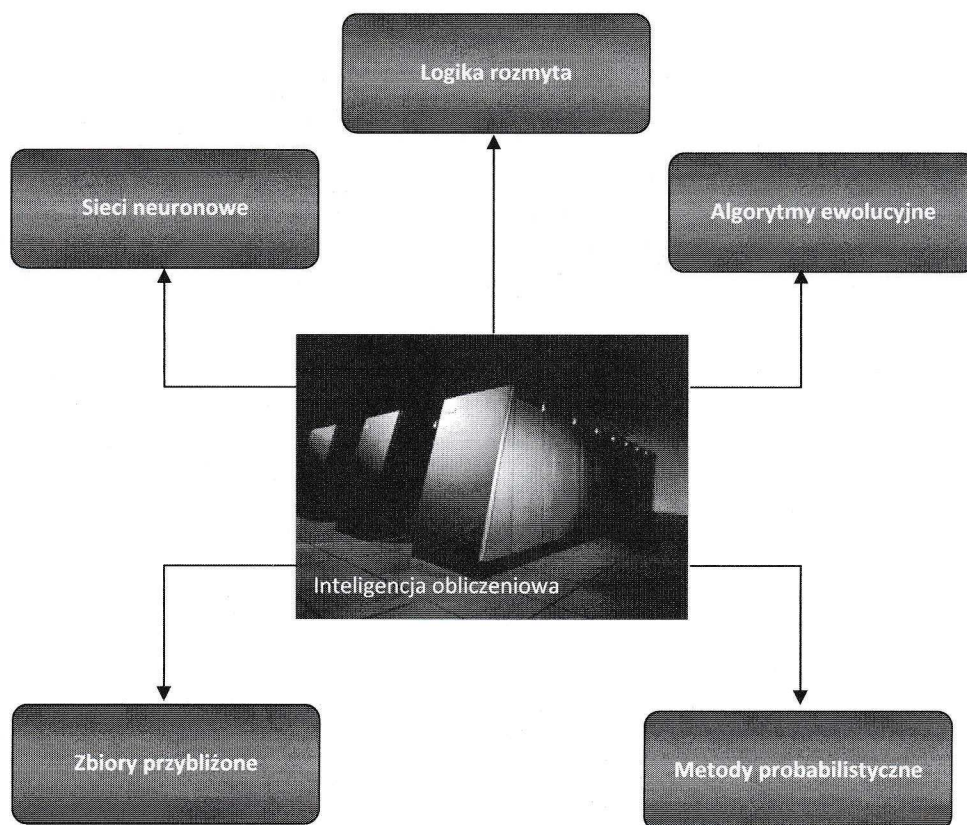 Logika rozmyta
Sieci neuronowe
Algorytmy ewolucyjne
Inteligencja obliczeniowa
Zbiory przybliżone
Metody probabilistyczne